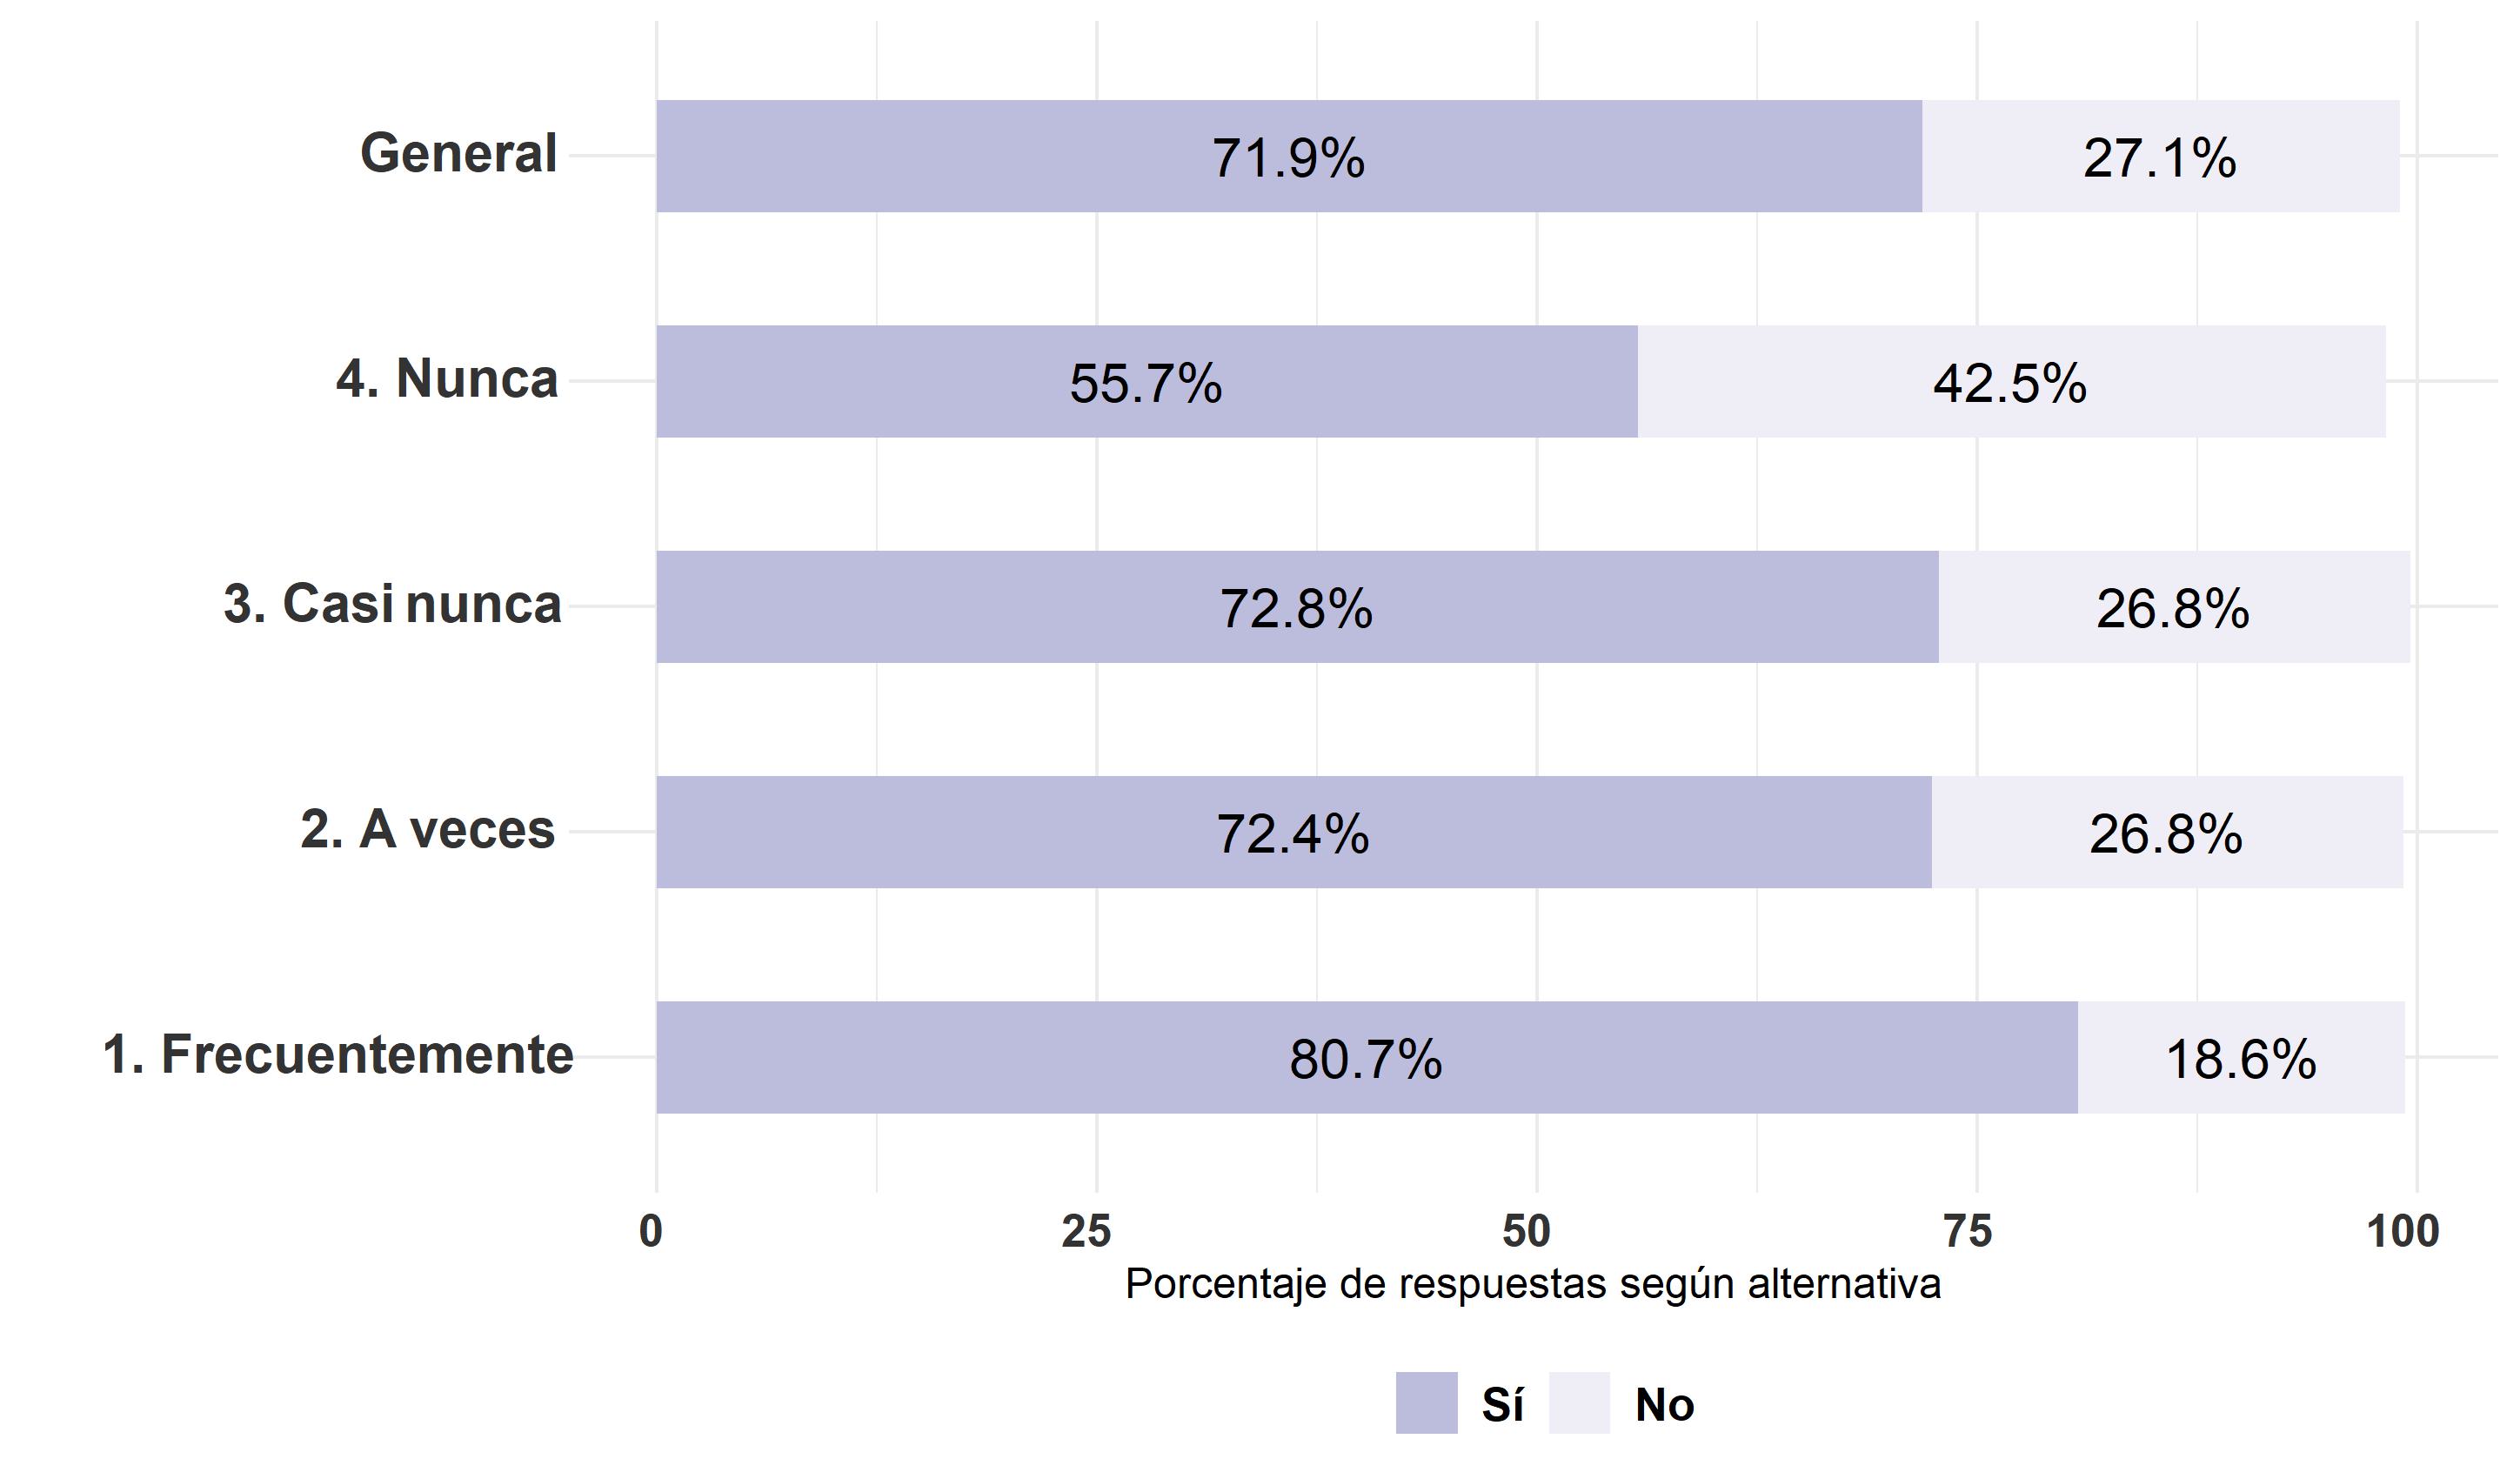 General 71.9% 27.1%
4. Nunca 55.7% 42.5%
3. Casi nunca 72.8% 26.8%
2. A veces 72.4% 26.8%
1. Frecuentemente 80.7% 18.6%
0 25 50 75 100
Porcentaje de respuestas según alternativa
Sí No